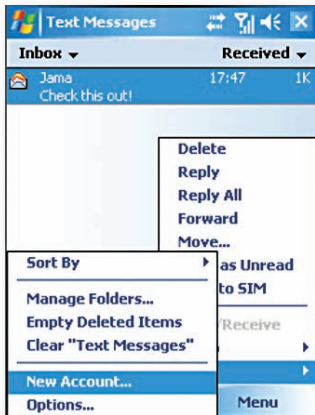 Text Messages
Inbox Received
Jama 17:47 1K
Check this out!
Delete
Reply
Reply All
Forward
Move...
as Unread
to SIM
/Receive
Sort By
Manage Folders...
Empty Deleted Items
Clear "Text Messages"
New Account...
Options...
Menu